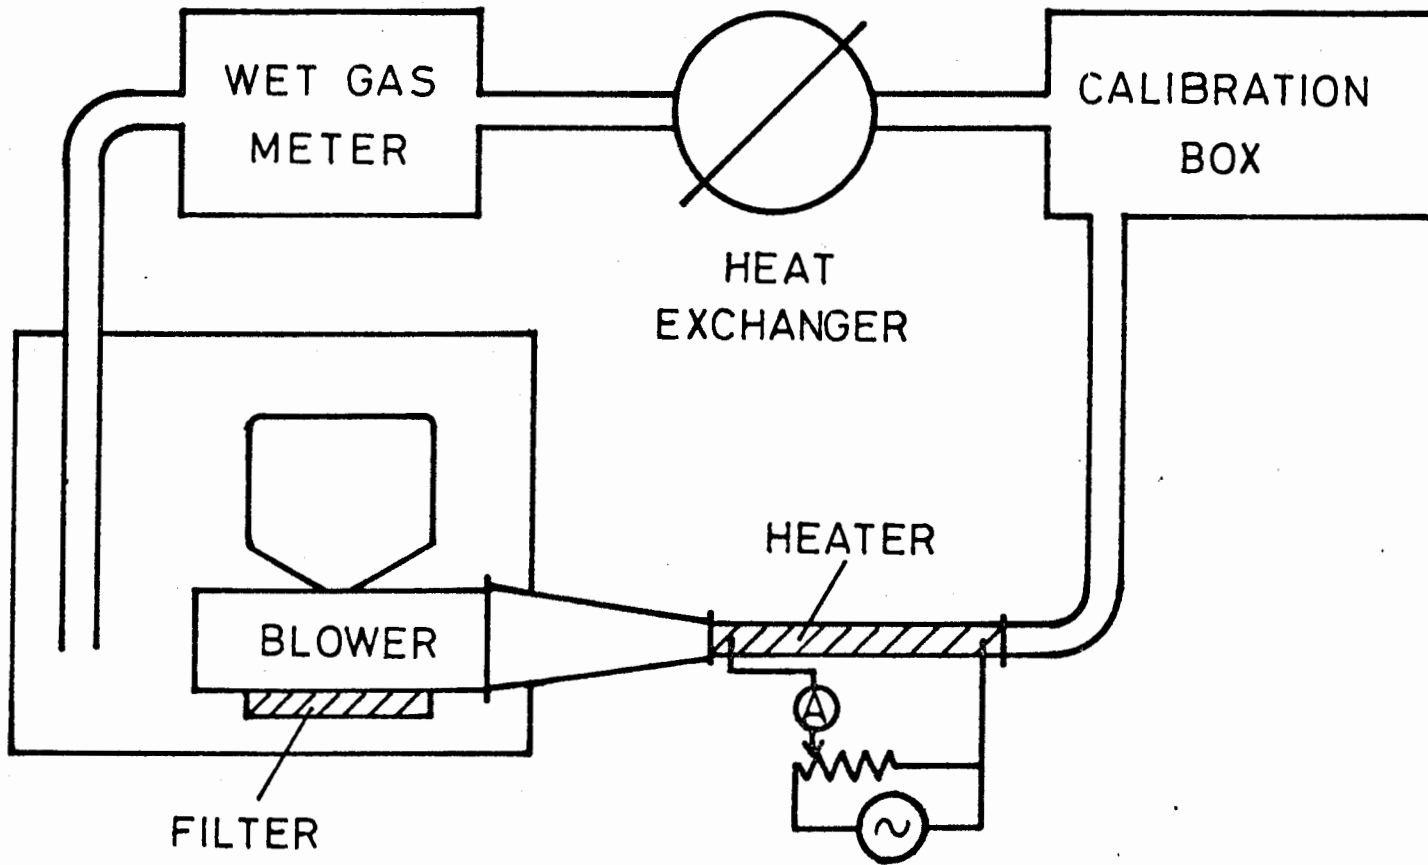 WET GAS
METER
CALIBRATION
BOX
HEAT
EXCHANGER
HEATER
BLOWER
A
FILTER